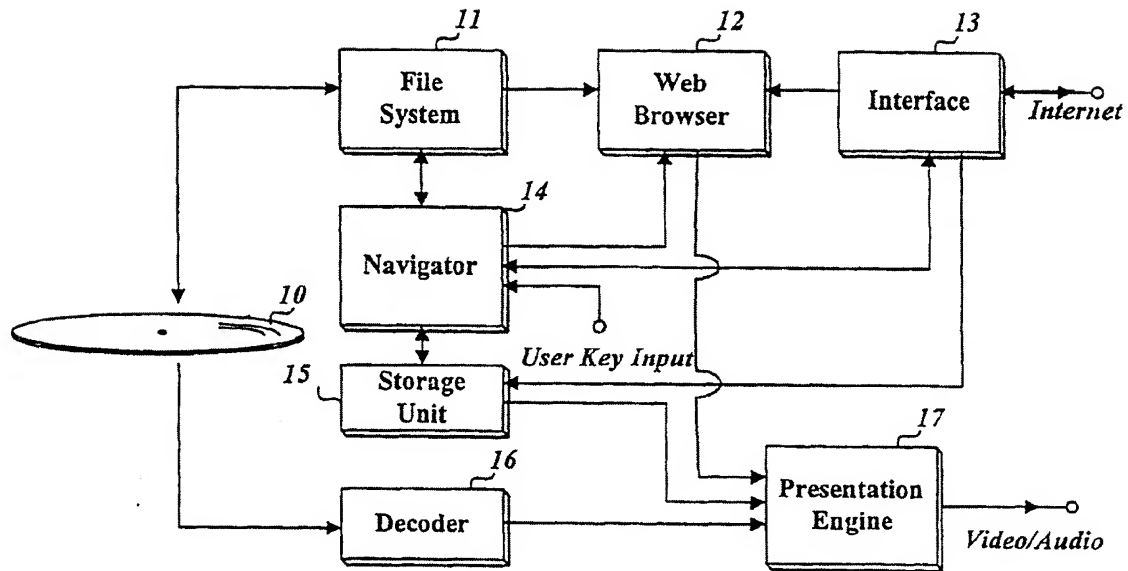 11
12
13
File
System
Web
Browser
Interface
Internet
14
Navigator
10
User Key Input
15
Storage
Unit
17
16
Decoder
Presentation
Engine
Video/Audio